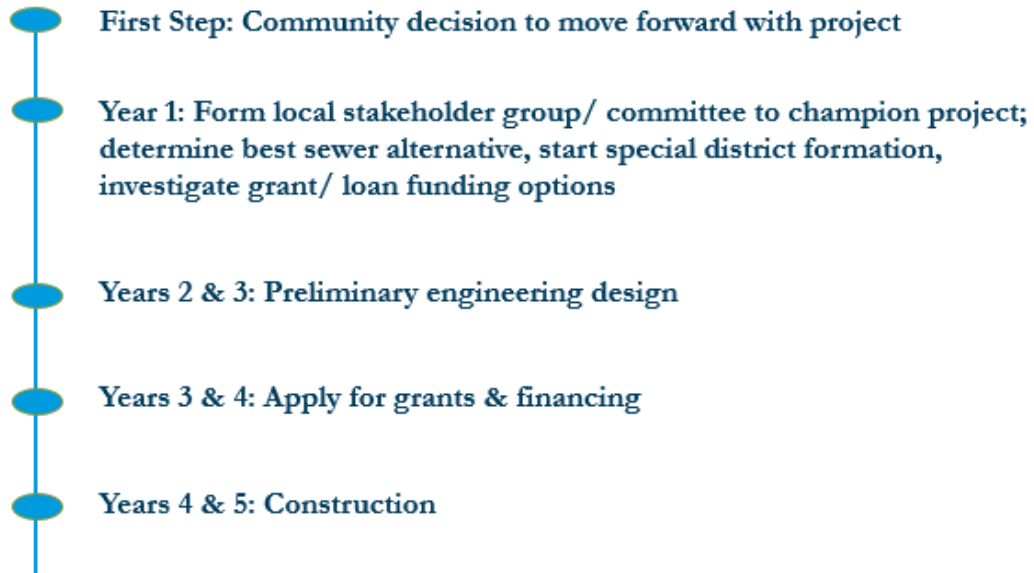 First Step: Community decision to move forward with project
Year 1: Form local stakeholder group/ committee to champion project;
determine best sewer alternative, start special district formation,
investigate grant/ loan funding options
Years 2 & 3: Preliminary engineering design
Years 3 & 4: Apply for grants & financing
Years 4 & 5: Construction